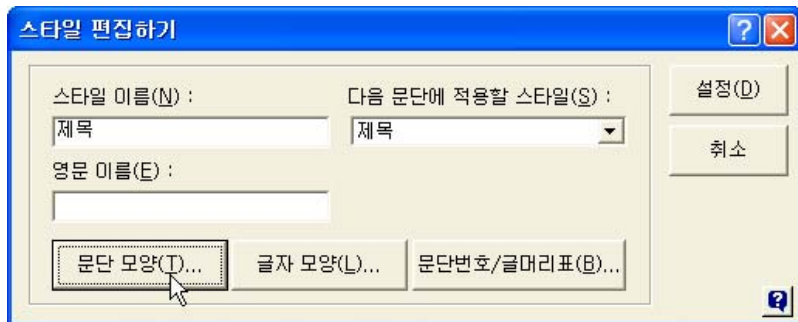 스타일 편집하기
스타일 이름(N) :
다음 문단에 적용할 스타일(S) :
설정(D)
제목
제목
취소
영문 이름(E) :
문단 모양(T)...
글자 모양(L)...
문단번호/글머리표(B)...